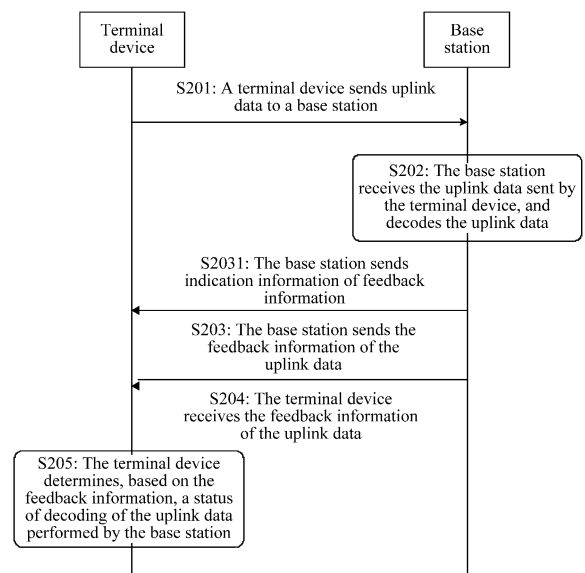 Terminal
device
Base
station
S201: A terminal device sends uplink
data to a base station
S202: The base station
receives the uplink data sent by
the terminal device, and
decodes the uplink data
S2031: The base station sends
indication information of feedback
information
S203: The base station sends the
feedback information of the
uplink data
S204: The terminal device
receives the feedback information
of the uplink data
S205: The terminal device
determines, based on the
feedback information, a status
of decoding of the uplink data
performed by the base station